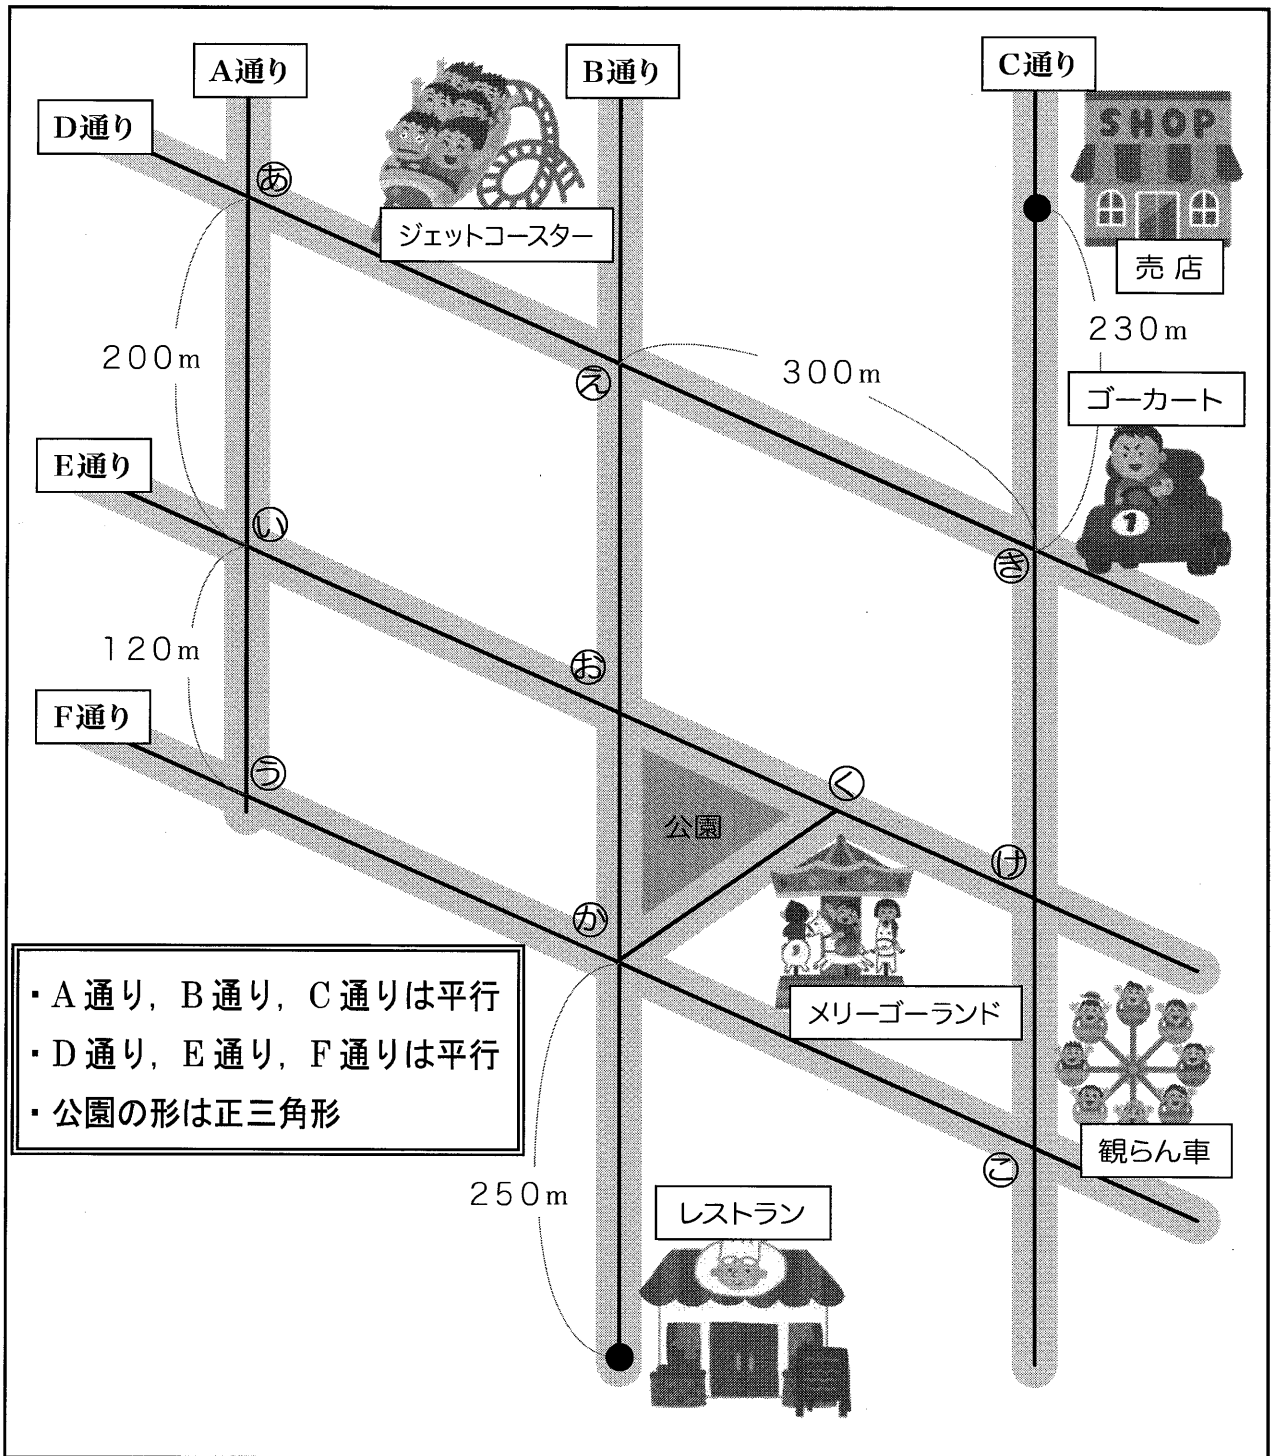 A通り
B通り
C通り
D通り
SHOP
あ
ジェットコースター
売店
200m
230m
え
300m
ゴーカート
1
E通り
い
き
120m
お
F通り
う
く
公園
け
か
・A通り，B通り，C通りは平行
・D通り，E通り，F通りは平行
・公園の形は正三角形
メリーゴーランド
観らん車
こ
250m
レストラン